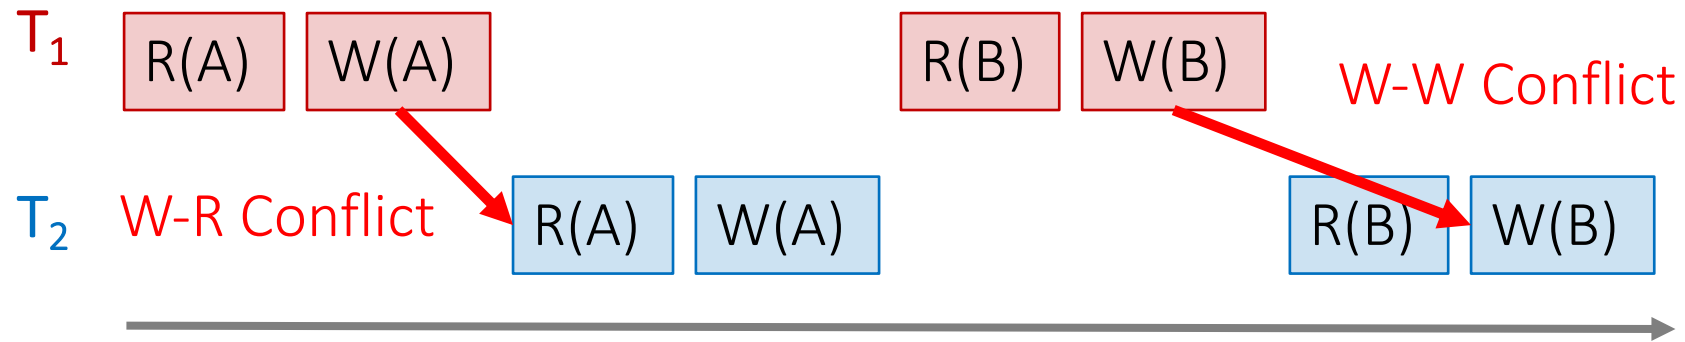 T1 R(A) W(A) R(B) W(B) W-W Conflict
T2 W-R Conflict R(A) W(A) R(B) W(B)